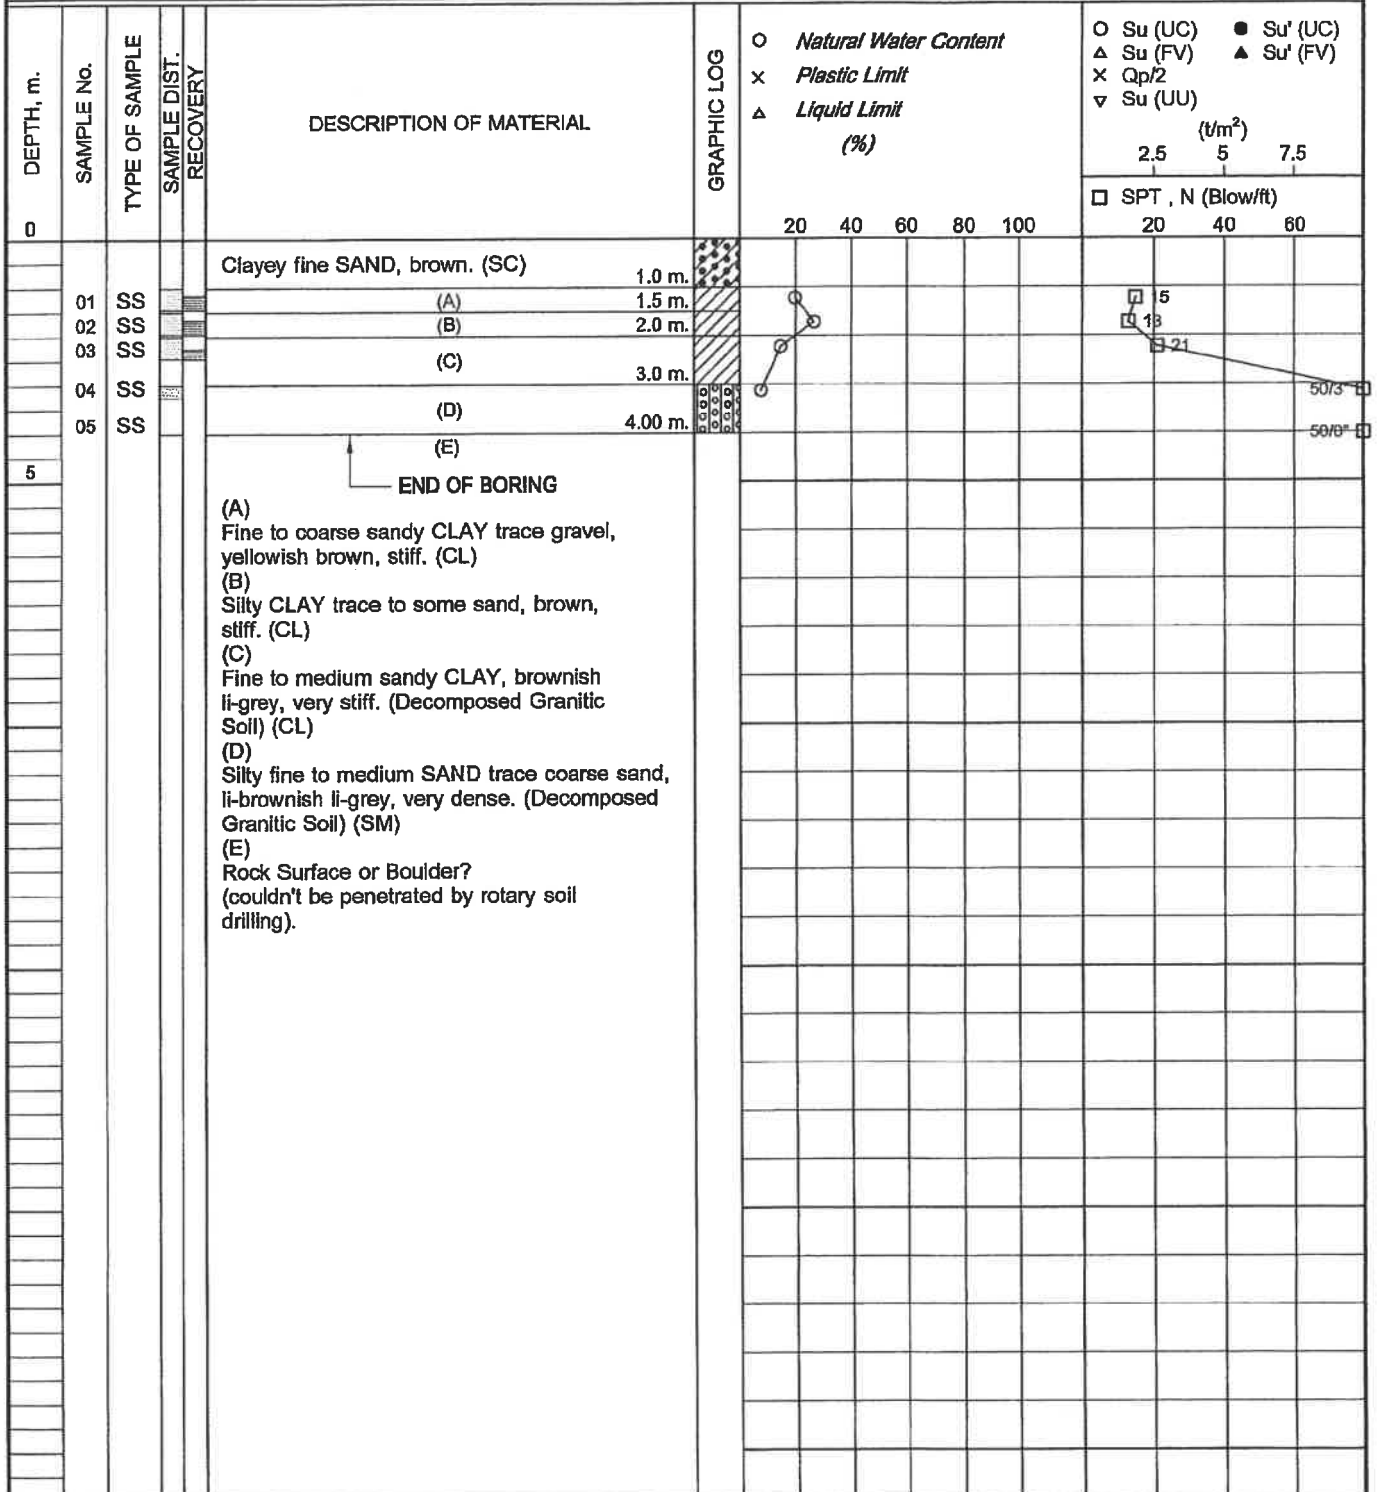 DEPTH, m.
SAMPLE No.
TYPE OF SAMPLE
SAMPLE DIST.
RECOVERY
DESCRIPTION OF MATERIAL
GRAPHIC LOG
Natural Water Content
Plastic Limit
Liquid Limit
(%)
Su (UC) Su' (UC)
Su (FV) Su' (FV)
Qp/2
Su (UU)
(t/m²)
2.5 5 7.5
SPT , N (Blow/ft)
0
20 40 60 80 100
20 40 60
Clayey fine SAND, brown. (SC) 1.0 m.
01 SS (A) 1.5 m. 15
02 SS (B) 2.0 m. 13
03 SS (C) 3.0 m. 21
04 SS 50/3"
(D) 4.00 m.
05 SS 50/0"
(E)
5
END OF BORING
(A)
Fine to coarse sandy CLAY trace gravel,
yellowish brown, stiff. (CL)
(B)
Silty CLAY trace to some sand, brown,
stiff. (CL)
(C)
Fine to medium sandy CLAY, brownish
li-grey, very stiff. (Decomposed Granitic
Soil) (CL)
(D)
Silty fine to medium SAND trace coarse sand,
li-brownish li-grey, very dense. (Decomposed
Granitic Soil) (SM)
(E)
Rock Surface or Boulder?
(couldn't be penetrated by rotary soil
drilling).